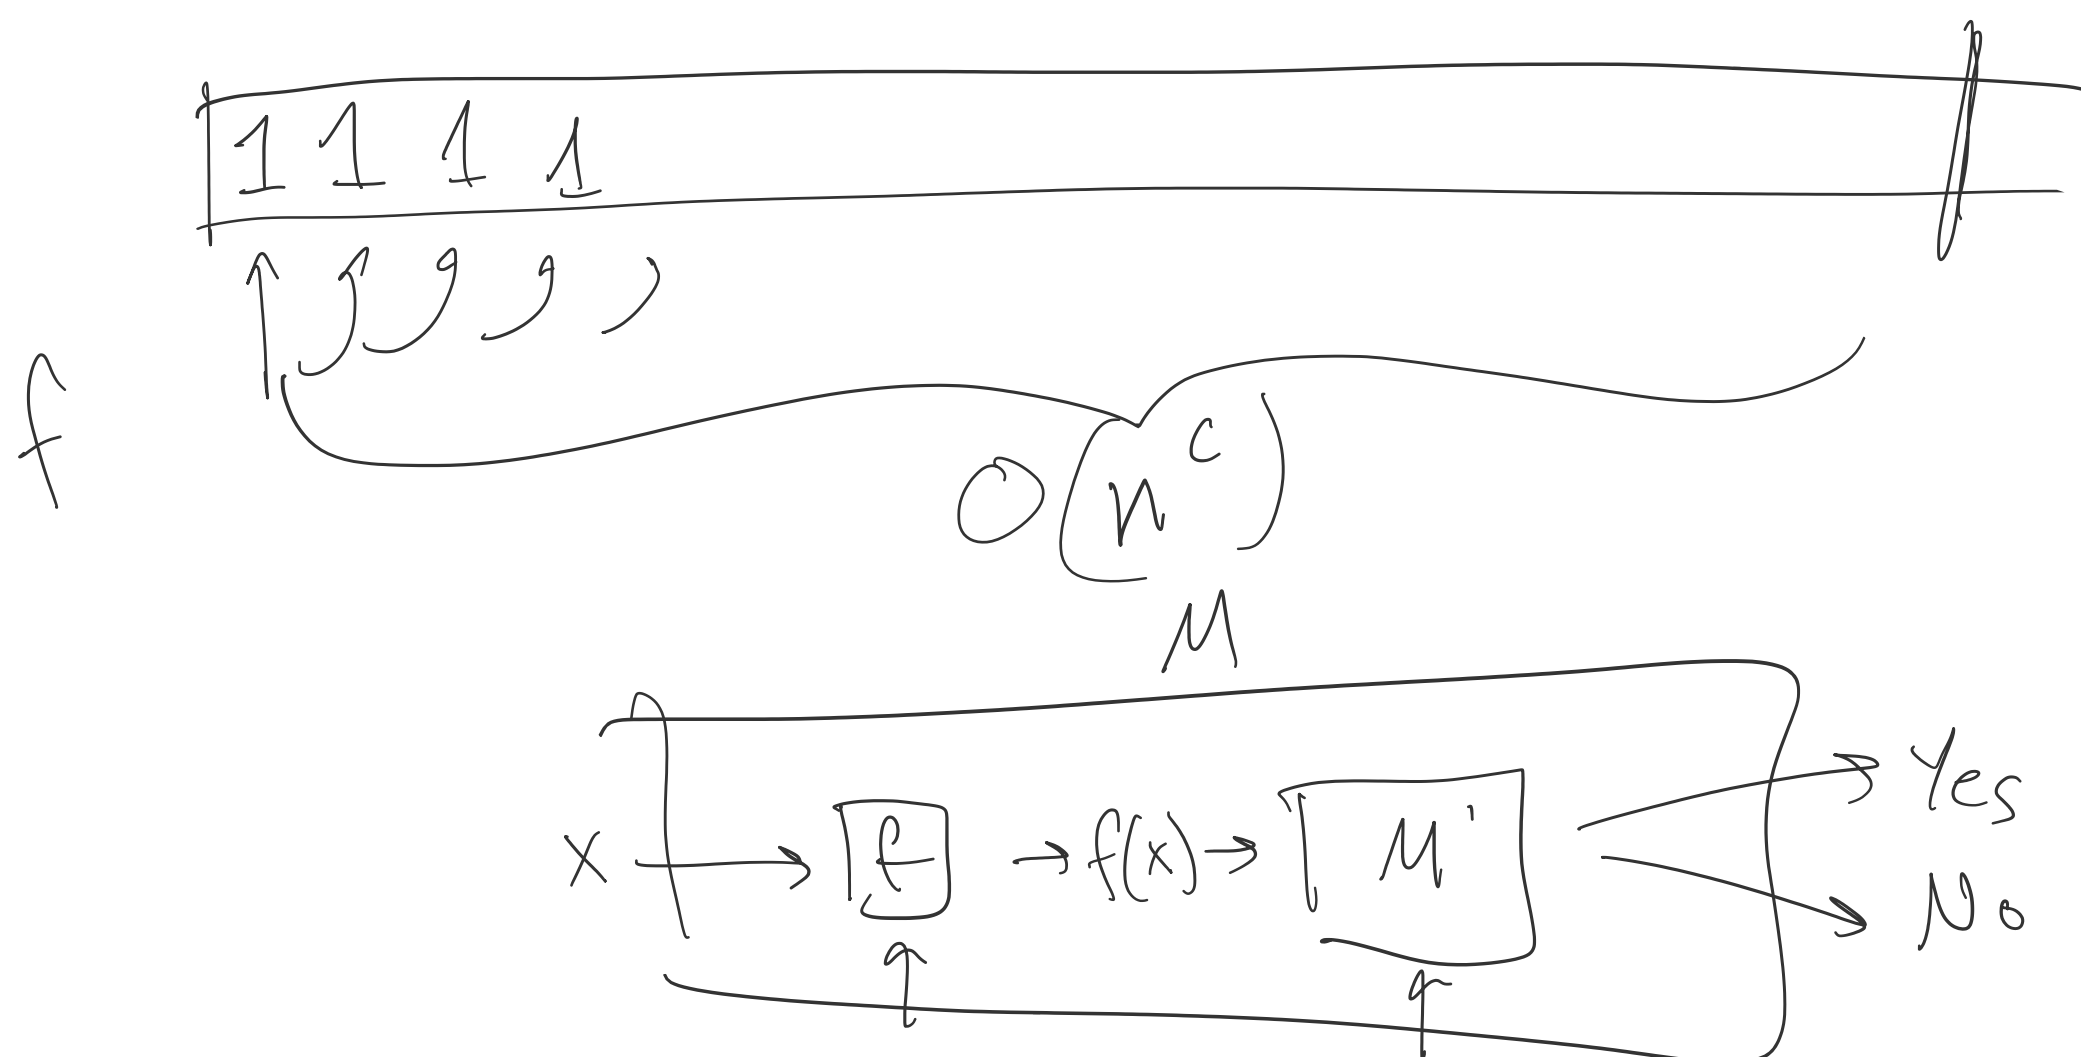 1 1 1 1
f
O(n^c)
M
x → f → f(x) → M'
Yes
No